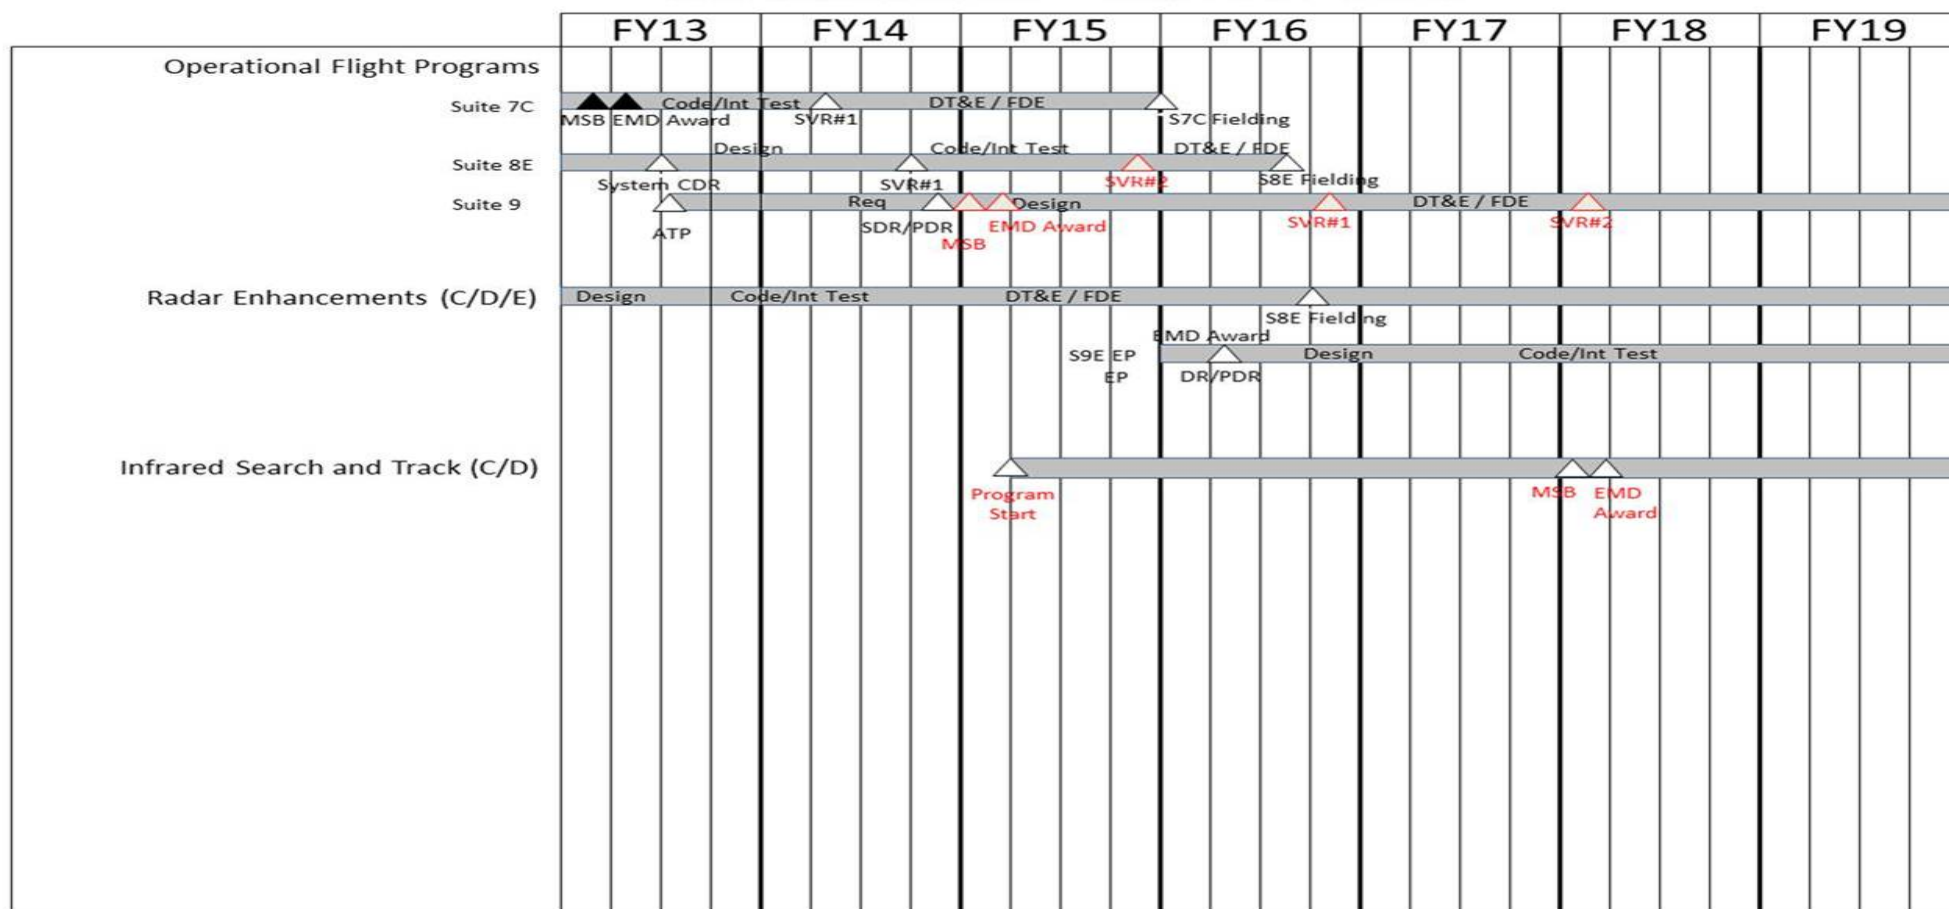 FY13 FY14 FY15 FY16 FY17 FY18 FY19
Operational Flight Programs
Suite 7C Code/Int Test DT&E / FDE
MSB EMD Award SVR#1 S7C Fielding
Design Code/Int Test DT&E / FDE
Suite 8E
System CDR SVR#1 SVR#2 S8E Fielding
Suite 9 Req Design DT&E / FDE
ATP SDR/PDR EMD Award SVR#1 SVR#2
MSB
Radar Enhancements (C/D/E) Design Code/Int Test DT&E / FDE
S8E Fielding
EMD Award
S9E EP Design Code/Int Test
EP DR/PDR
Infrared Search and Track (C/D)
Program MSB EMD
Start Award